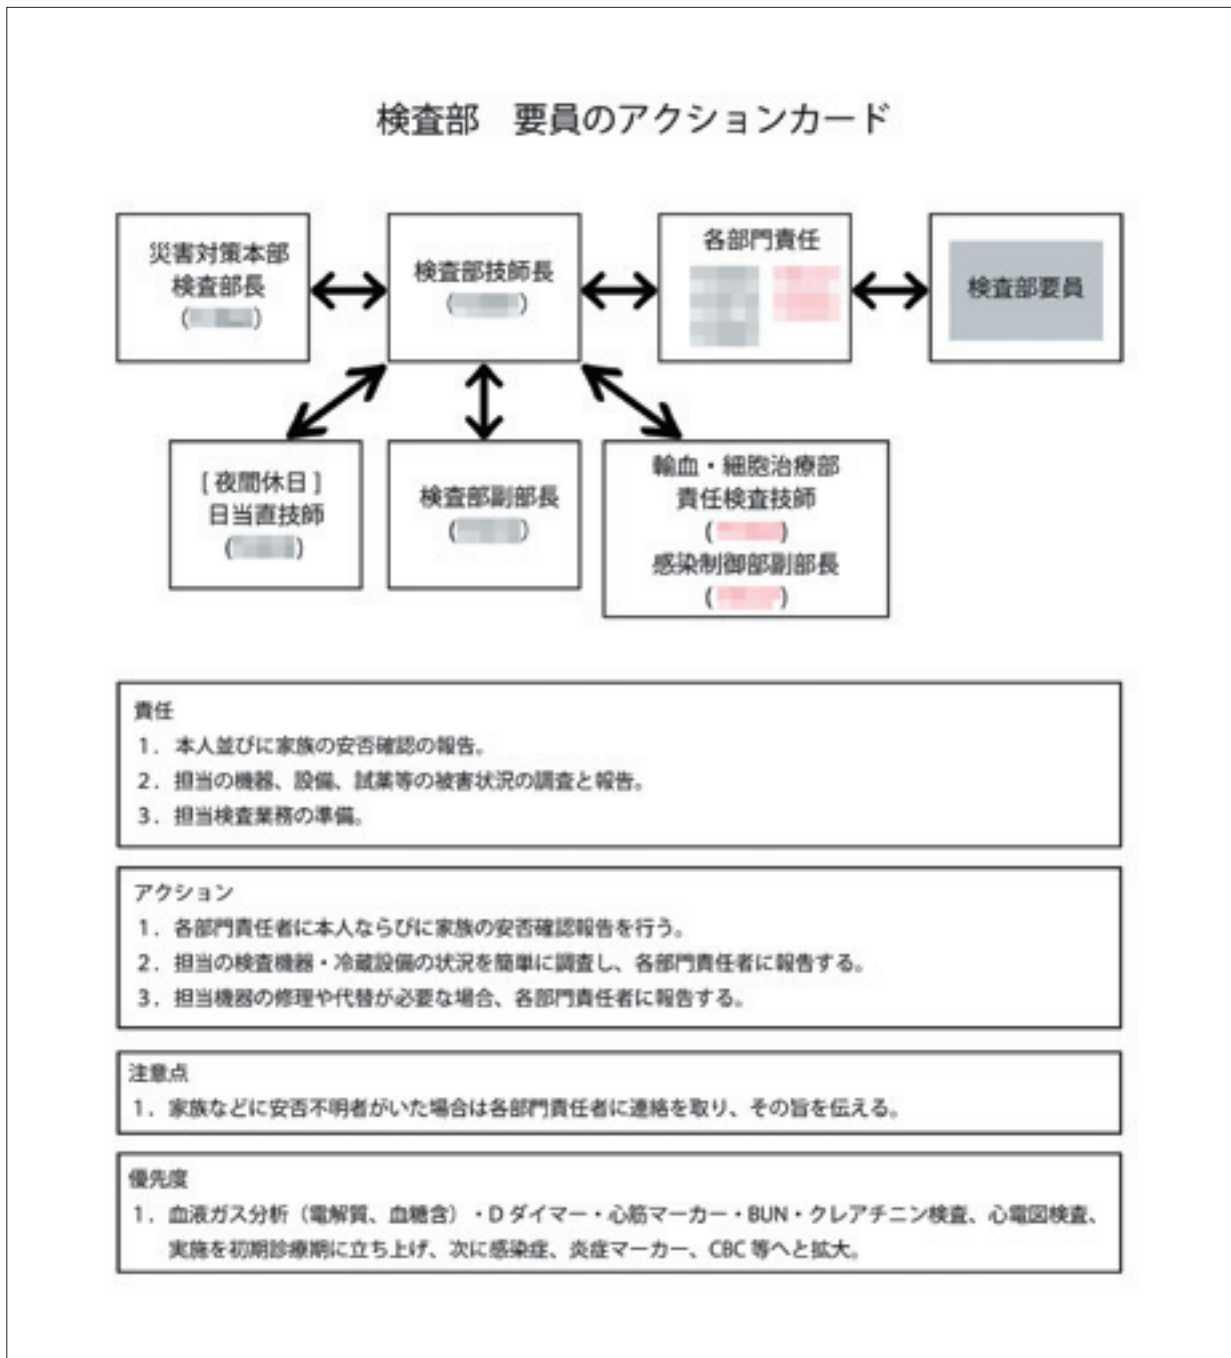 検査部　要員のアクションカード
災害対策本部
検査部長
(　)
検査部技師長
(　)
各部門責任
検査部要員
[夜間休日]
日当直技師
(　)
検査部副部長
(　)
輸血・細胞治療部
責任検査技師
(　)
感染制御部副部長
(　)
責任
1．本人並びに家族の安否確認の報告。
2．担当の機器、設備、試薬等の被害状況の調査と報告。
3．担当検査業務の準備。
アクション
1．各部門責任者に本人ならびに家族の安否確認報告を行う。
2．担当の検査機器・冷蔵設備の状況を簡単に調査し、各部門責任者に報告する。
3．担当機器の修理や代替が必要な場合、各部門責任者に報告する。
注意点
1．家族などに安否不明者がいた場合は各部門責任者に連絡を取り、その旨を伝える。
優先度
1．血液ガス分析（電解質、血糖含）・D ダイマー・心筋マーカー・BUN・クレアチニン検査、心電図検査、
実施を初期診療期に立ち上げ、次に感染症、炎症マーカー、CBC 等へと拡大。